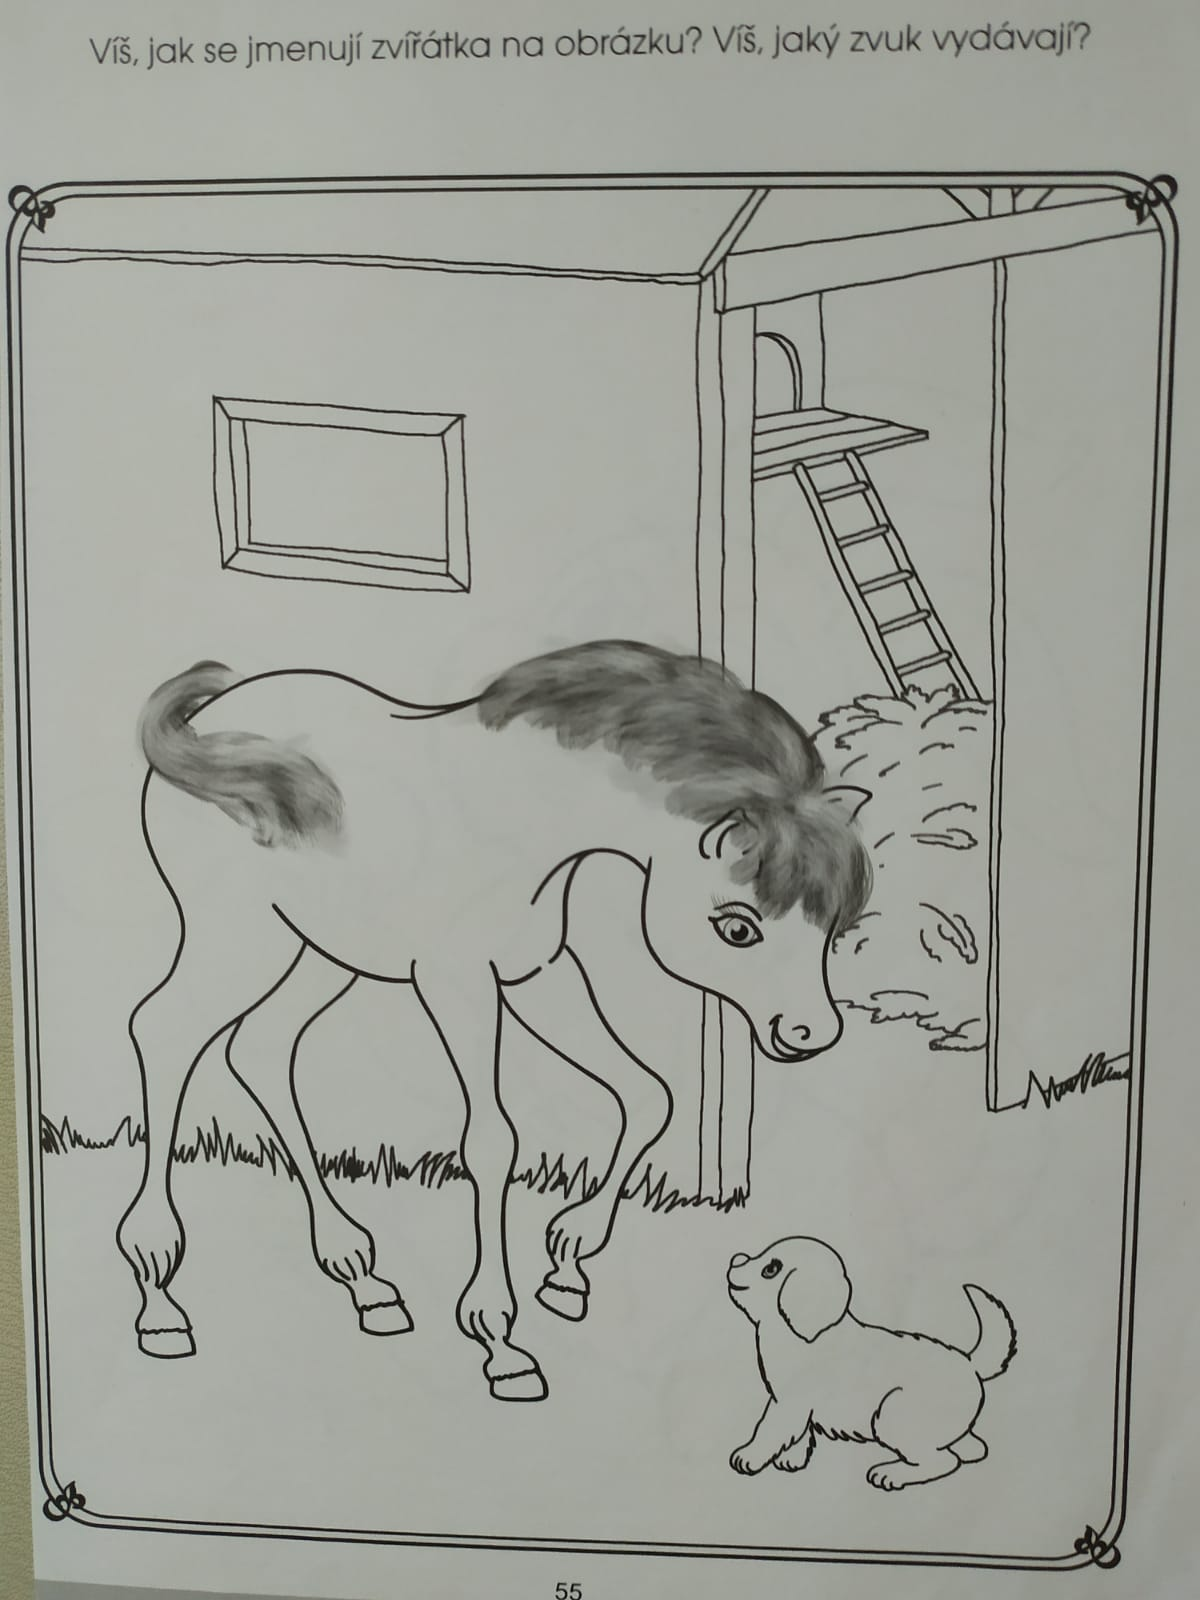 Víš, jak se jmenují zvířátka na obrázku? Víš, jaký zvuk vydávají?
55